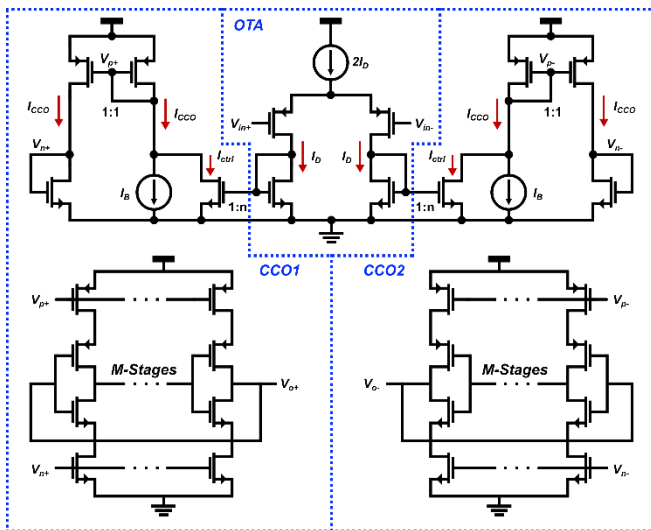 OTA
2I_D
V_p+
V_p-
1:1
1:1
I_CCO
I_CCO
I_CCO
I_CCO
V_in+
V_in-
V_n+
V_n-
I_ctrl
I_D
I_D
I_ctrl
I_B
I_B
1:n
1:n
CCO1
CCO2
V_p+
V_p-
M-Stages
M-Stages
V_o+
V_o-
V_n+
V_n-